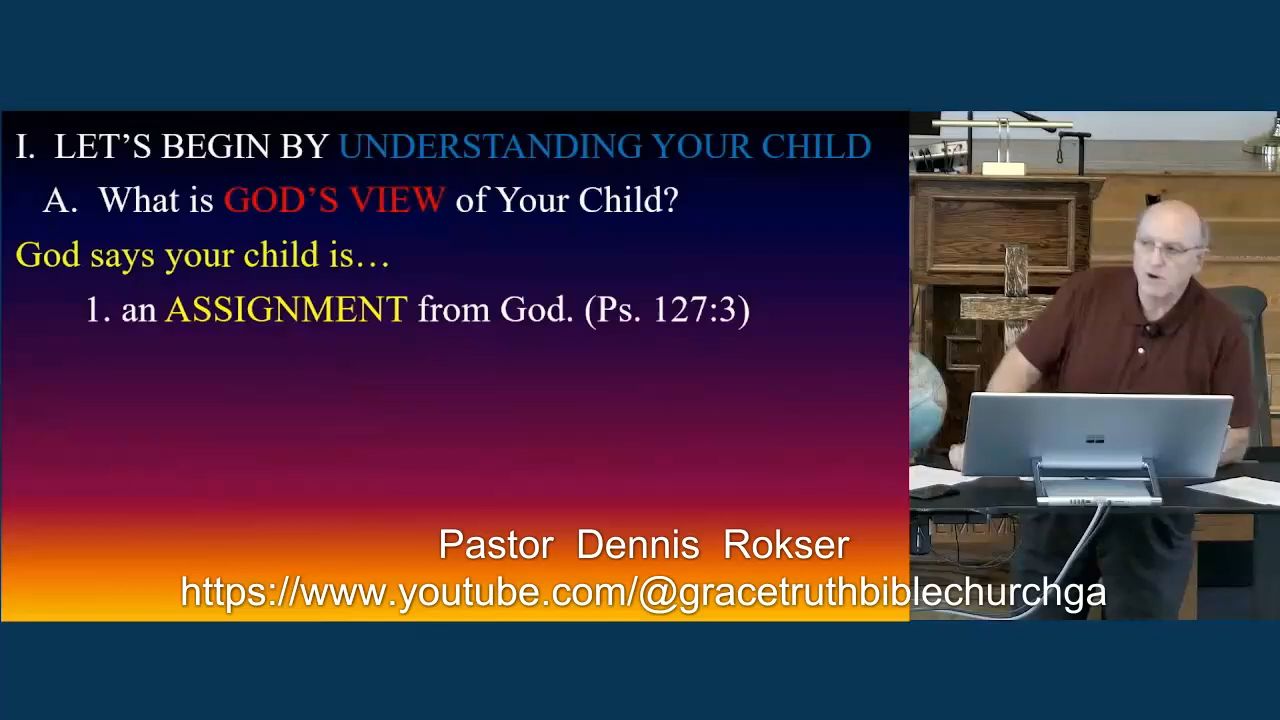 I. LET’S BEGIN BY UNDERSTANDING YOUR CHILD
A. What is GOD’S VIEW of Your Child?
God says your child is…
1. an ASSIGNMENT from God. (Ps. 127:3)
Pastor Dennis Rokser
https://www.youtube.com/@gracetruthbiblechurchga